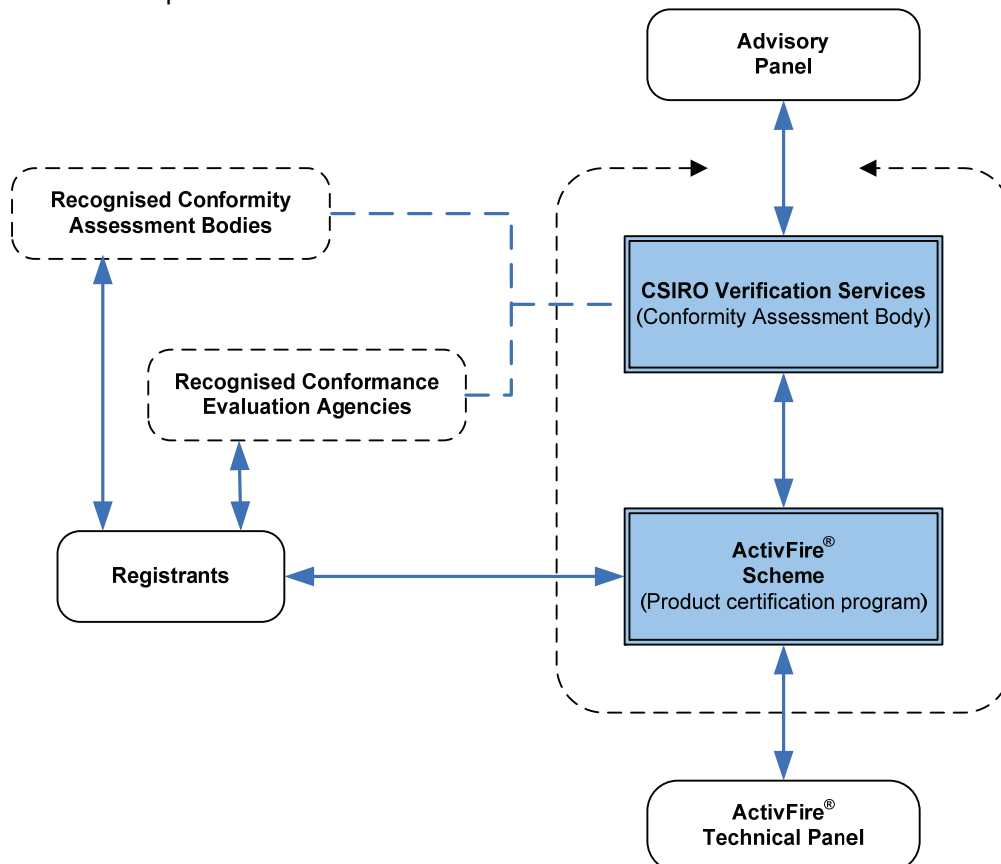 Advisory
Panel
Recognised Conformity
Assessment Bodies
CSIRO Verification Services
(Conformity Assessment Body)
Recognised Conformance
Evaluation Agencies
ActivFire®
Scheme
(Product certification program)
Registrants
ActivFire®
Technical Panel